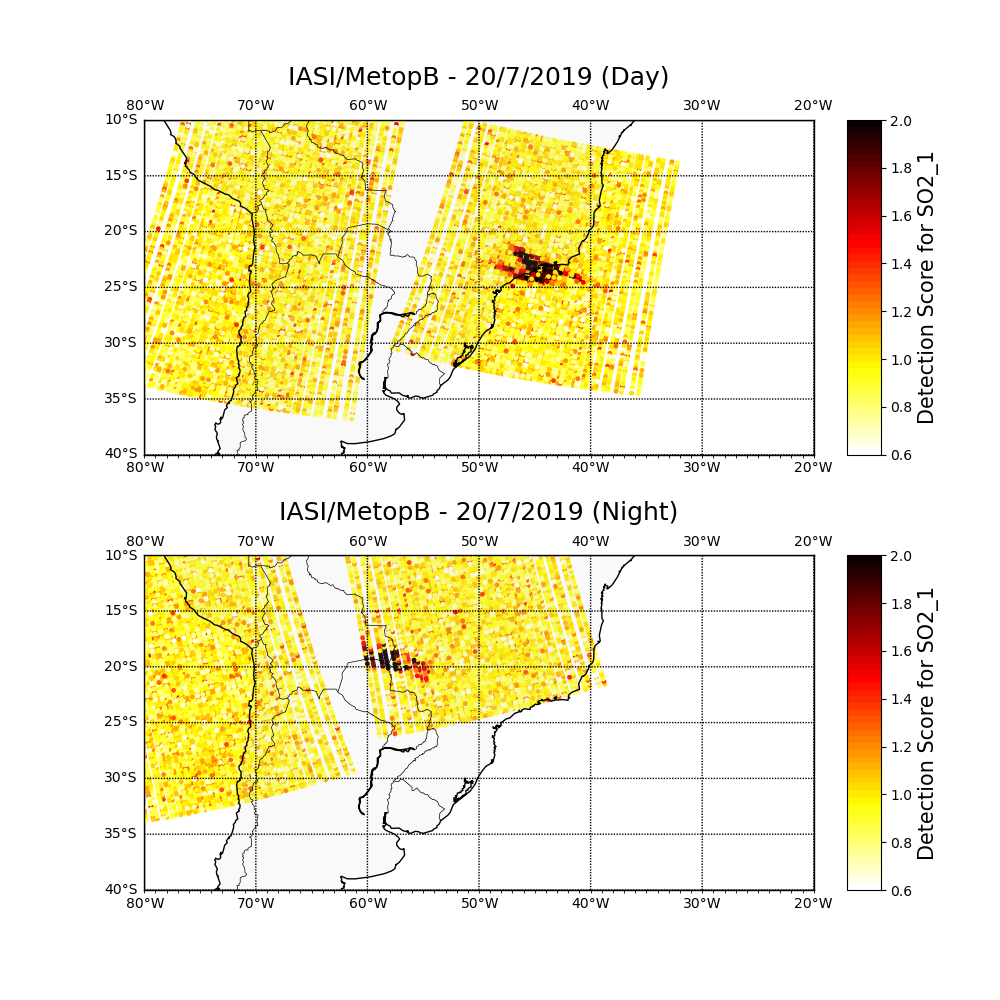 IASI/MetopB - 20/7/2019 (Day)
80°W 70°W 60°W 50°W 40°W 30°W 20°W
10°S
15°S
20°S
25°S
30°S
35°S
40°S
80°W 70°W 60°W 50°W 40°W 30°W 20°W
2.0
1.8
1.6
1.4
1.2
1.0
0.8
0.6
Detection Score for SO2_1
IASI/MetopB - 20/7/2019 (Night)
80°W 70°W 60°W 50°W 40°W 30°W 20°W
10°S
15°S
20°S
25°S
30°S
35°S
40°S
80°W 70°W 60°W 50°W 40°W 30°W 20°W
2.0
1.8
1.6
1.4
1.2
1.0
0.8
0.6
Detection Score for SO2_1